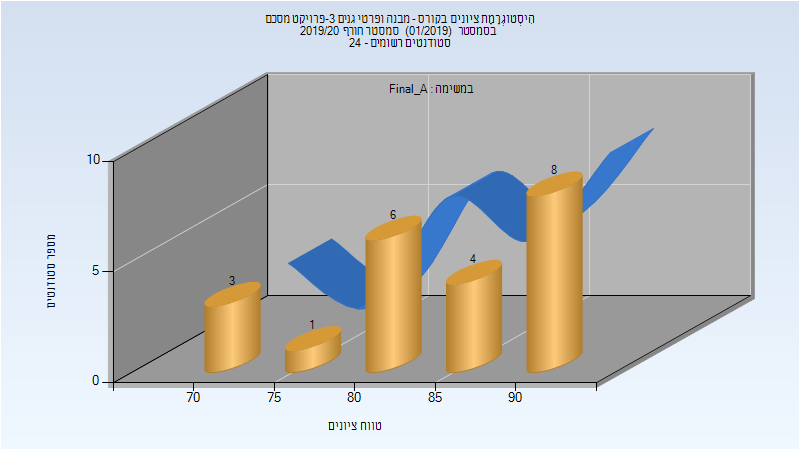 היסטוגרמת ציונים בקורס - מבנה ופרטי גנים 3-פרויקט מסכם
בסמסטר (01/2019) סמסטר חורף 2019/20
סטודנטים רשומים - 24
במשימה : Final_A
מספר סטודנטים
10
5
0
3
1
6
4
8
70
75
80
85
90
טווח ציונים